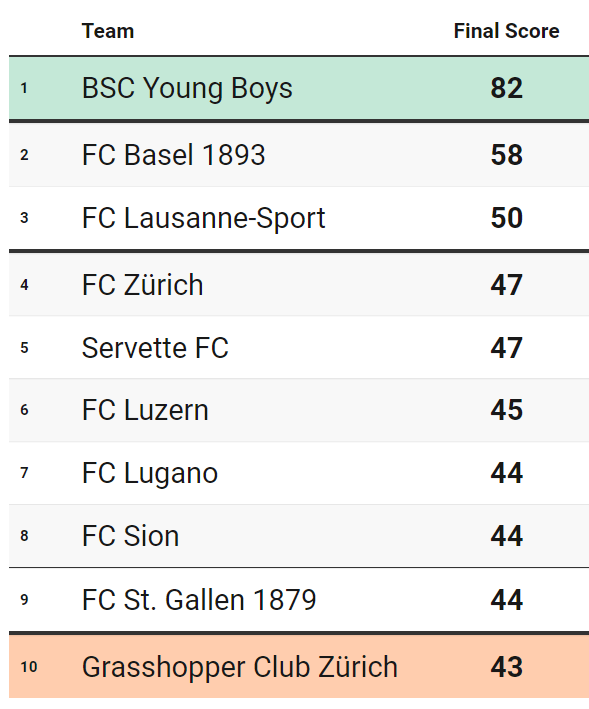 Team Final Score
1 BSC Young Boys 82
2 FC Basel 1893 58
3 FC Lausanne-Sport 50
4 FC Zürich 47
5 Servette FC 47
6 FC Luzern 45
7 FC Lugano 44
8 FC Sion 44
9 FC St. Gallen 1879 44
10 Grasshopper Club Zürich 43